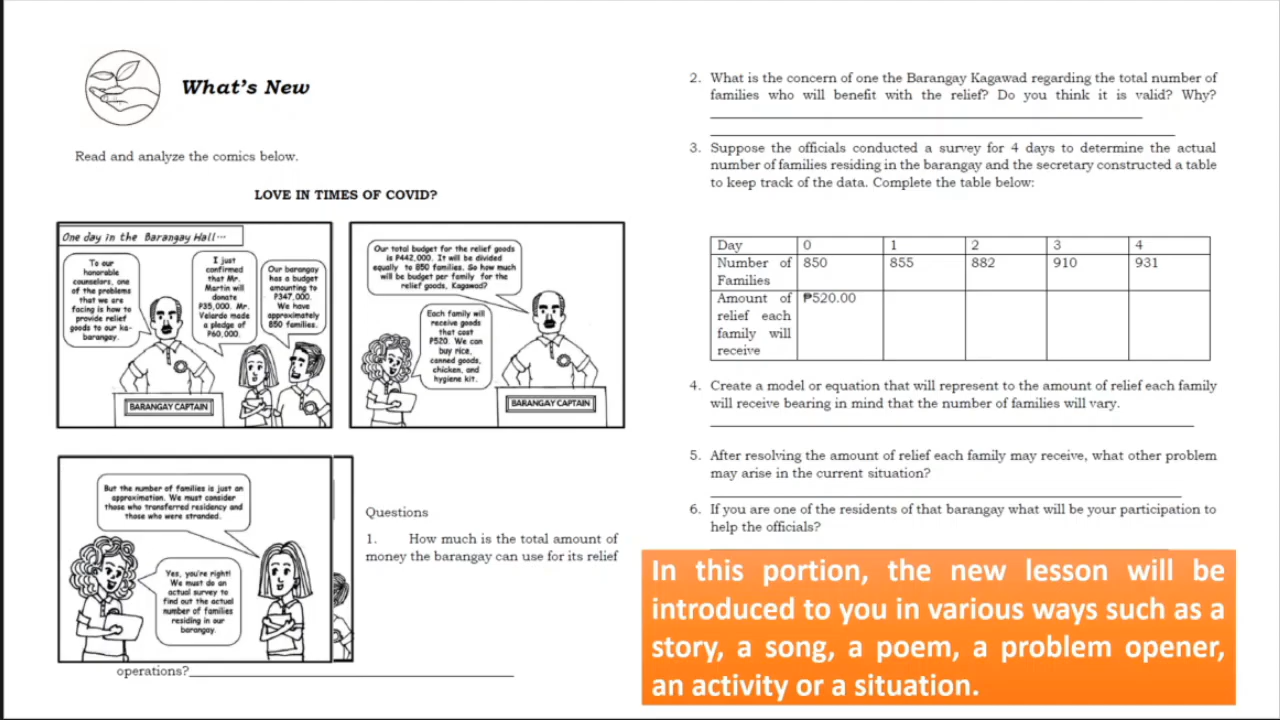 What's New
Read and analyze the comics below.
LOVE IN TIMES OF COVID?
One day in the Barangay Hall...
To our
honorable
counselors, one
of the problems
that we are
facing is how to
provide relief
goods to our ka-
barangay.
I just
confirmed
that Mr.
Martin will
donate
P35,000. Mr.
Velarde made
a pledge of
P60,000.
Our barangay
has a budget
amounting to
P347,000.
We have
approximately
850 families.
BARANGAY CAPTAIN
Our total budget for the relief goods
is P442,000. It will be divided
equally to 850 families. So how much
will be budget per family for the
relief goods, Kagawad?
Each family will
receive goods
that cost
P520. We can
buy rice,
canned goods,
chicken, and
hygiene kit.
BARANGAY CAPTAIN
But the number of families is just an
approximation. We must consider
those who transferred residency and
those who were stranded.
Yes, you're right!
We must do an
actual survey to
find out the actual
number of families
residing in our
barangay.
Questions
1. How much is the total amount of
money the barangay can use for its relief
operations?
2. What is the concern of one the Barangay Kagawad regarding the total number of
families who will benefit with the relief? Do you think it is valid? Why?
3. Suppose the officials conducted a survey for 4 days to determine the actual
number of families residing in the barangay and the secretary constructed a table
to keep track of the data. Complete the table below:
Day 0 1 2 3 4
Number of 850 855 882 910 931
Families
Amount of ₱520.00
relief each
family will
receive
4. Create a model or equation that will represent to the amount of relief each family
will receive bearing in mind that the number of families will vary.
5. After resolving the amount of relief each family may receive, what other problem
may arise in the current situation?
6. If you are one of the residents of that barangay what will be your participation to
help the officials?
In this portion, the new lesson will be
introduced to you in various ways such as a
story, a song, a poem, a problem opener,
an activity or a situation.